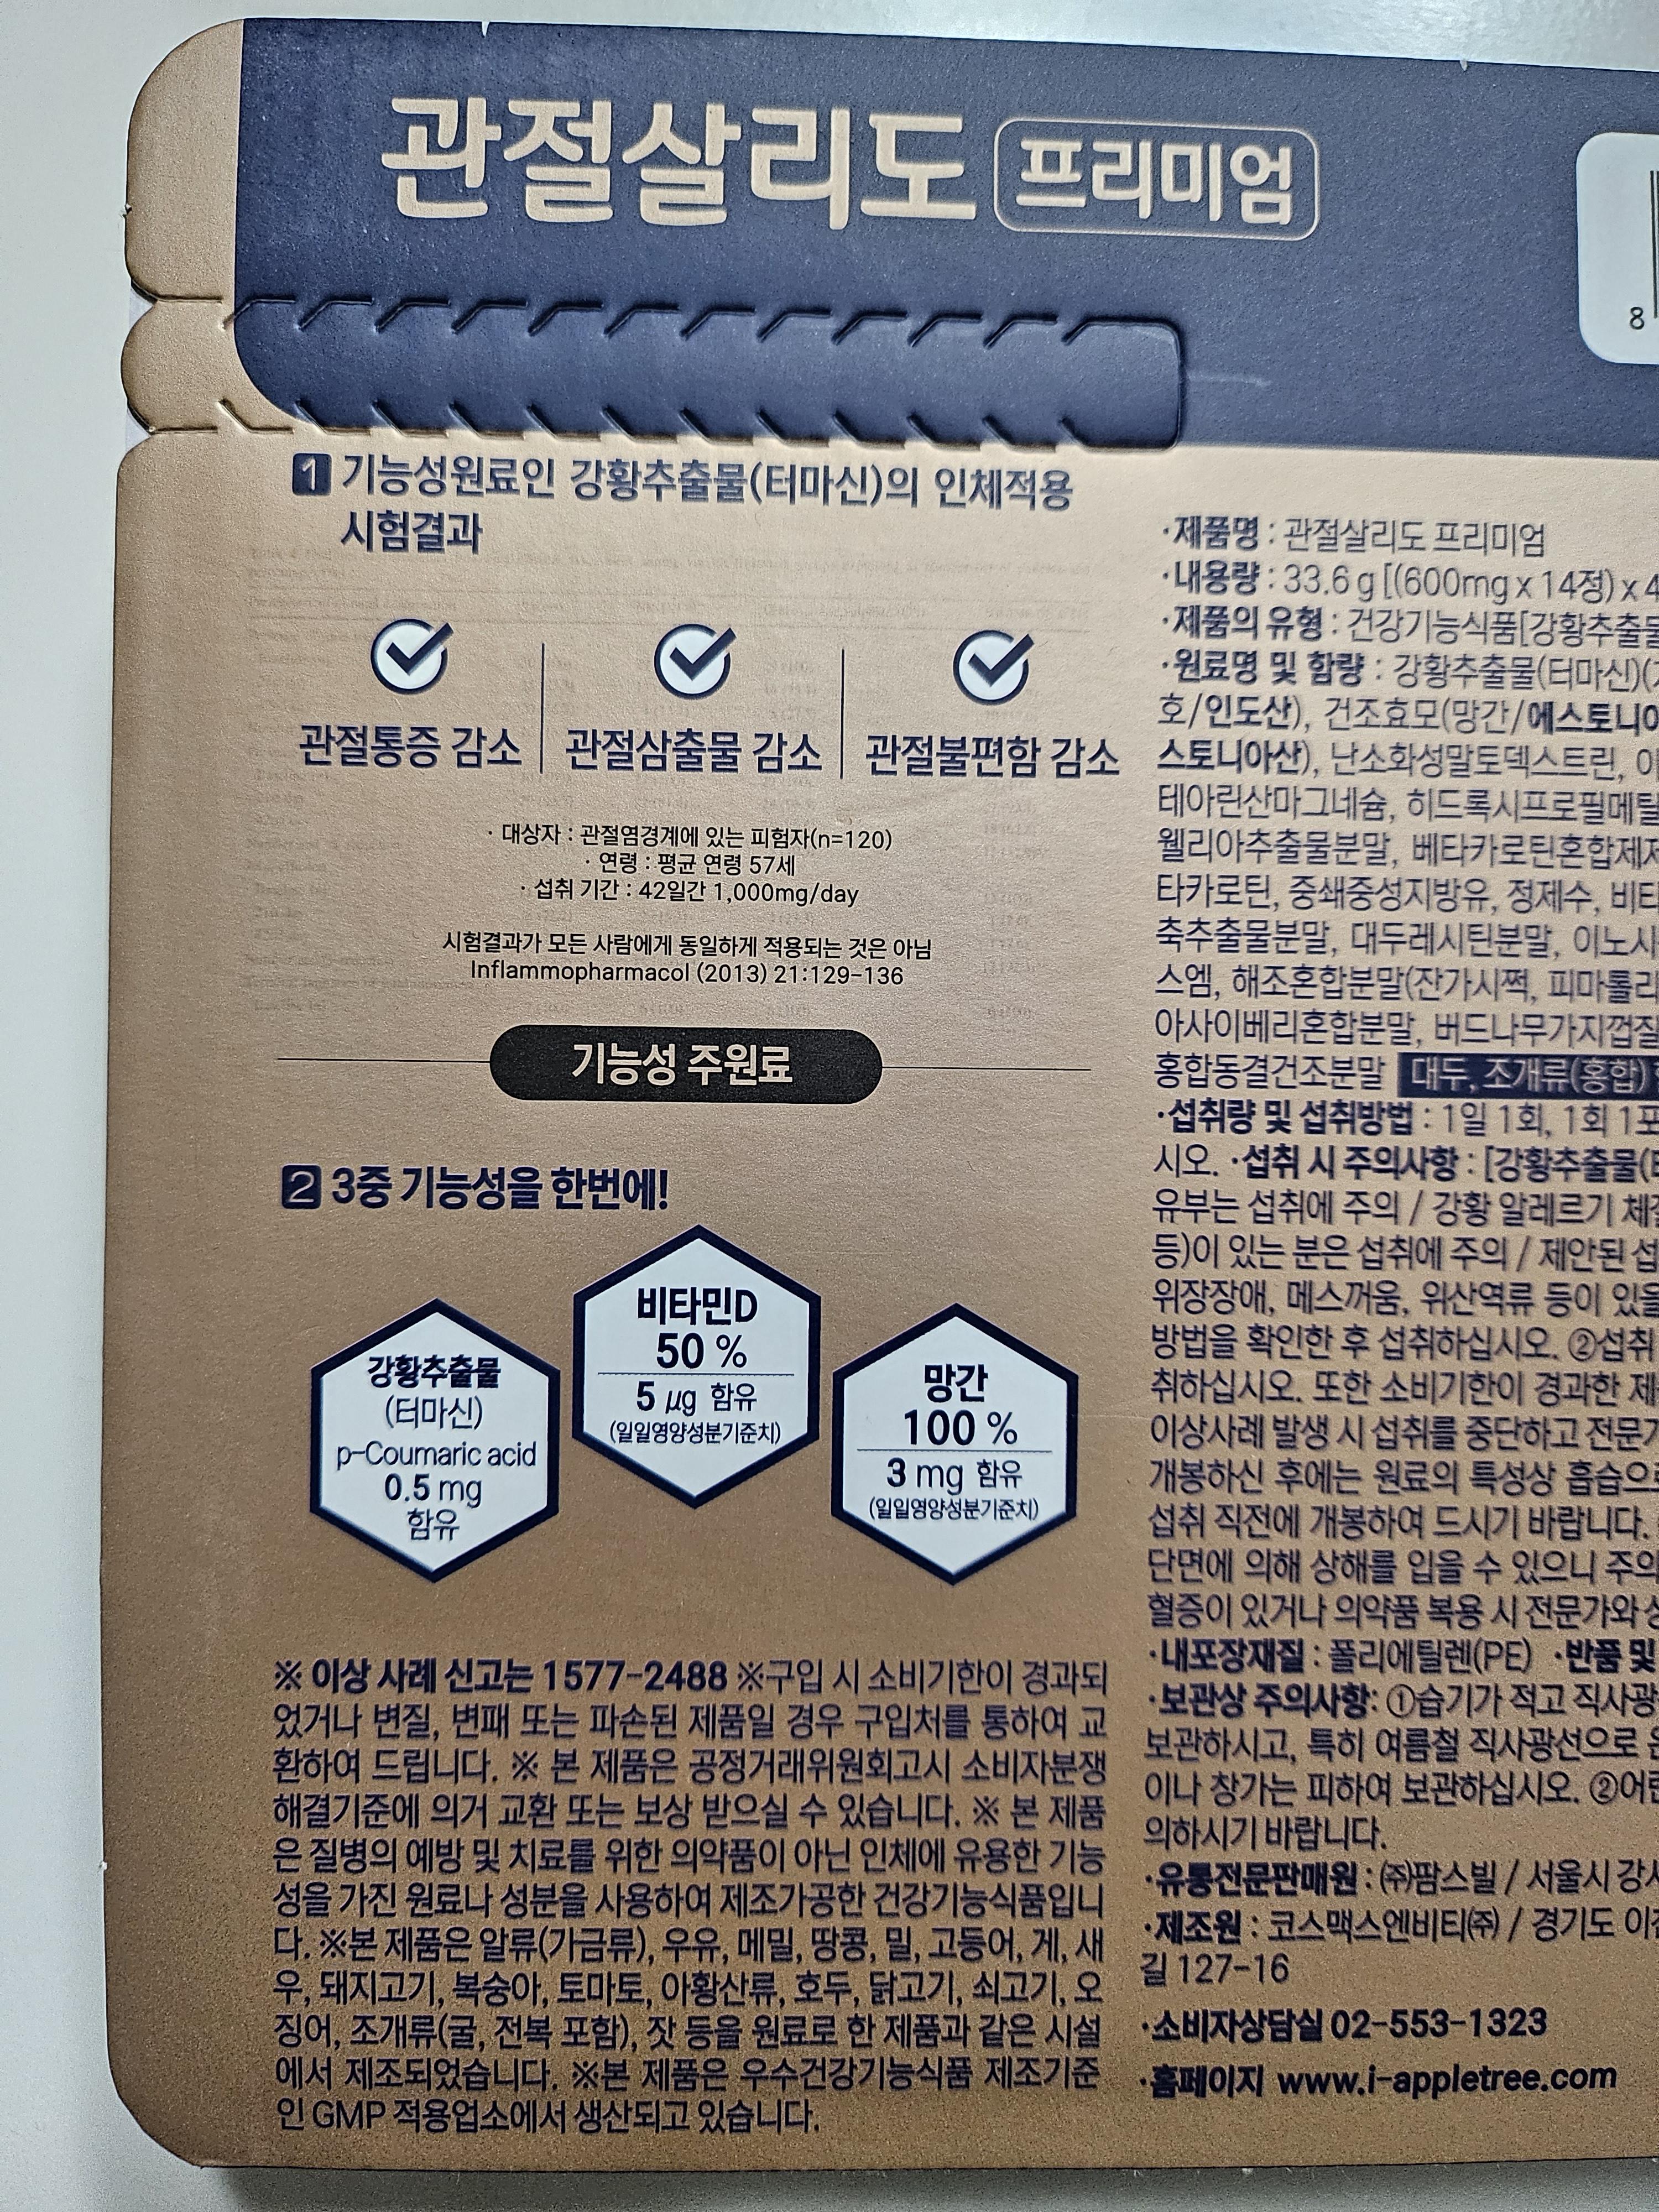 관절살리도 프리미엄
8
1 기능성원료인 강황추출물(터마신)의 인체적용
시험결과
관절통증 감소
관절삼출물 감소
관절불편함 감소
· 대상자 : 관절염경계에 있는 피험자(n=120)
· 연령 : 평균 연령 57세
· 섭취 기간 : 42일간 1,000mg/day
시험결과가 모든 사람에게 동일하게 적용되는 것은 아님
Inflammopharmacol (2013) 21:129-136
기능성 주원료
2 3중 기능성을 한번에!
강황추출물
(터마신)
p-Coumaric acid
0.5 mg
함유
비타민D
50 %
5 μg 함유
(일일영양성분기준치)
망간
100 %
3 mg 함유
(일일영양성분기준치)
※ 이상 사례 신고는 1577-2488 ※구입 시 소비기한이 경과되
었거나 변질, 변패 또는 파손된 제품일 경우 구입처를 통하여 교
환하여 드립니다. ※ 본 제품은 공정거래위원회고시 소비자분쟁
해결기준에 의거 교환 또는 보상 받으실 수 있습니다. ※ 본 제품
은 질병의 예방 및 치료를 위한 의약품이 아닌 인체에 유용한 기능
성을 가진 원료나 성분을 사용하여 제조가공한 건강기능식품입니
다. ※본 제품은 알류(가금류), 우유, 메밀, 땅콩, 밀, 고등어, 게, 새
우, 돼지고기, 복숭아, 토마토, 아황산류, 호두, 닭고기, 쇠고기, 오
징어, 조개류(굴, 전복 포함), 잣 등을 원료로 한 제품과 같은 시설
에서 제조되었습니다. ※본 제품은 우수건강기능식품 제조기준
인 GMP 적용업소에서 생산되고 있습니다.
·제품명 : 관절살리도 프리미엄
·내용량 : 33.6 g [(600mg x 14정) x 4
·제품의 유형 : 건강기능식품[강황추출물
·원료명 및 함량 : 강황추출물(터마신)(
호/인도산), 건조효모(망간/에스토니아
스토니아산), 난소화성말토덱스트린,
테아린산마그네슘, 히드록시프로필메틸
웰리아추출물분말, 베타카로틴혼합제제
타카로틴, 중쇄중성지방유, 정제수, 비타
축추출물분말, 대두레시틴분말, 이노시
스엠, 해조혼합분말(잔가시쩍, 피마톨리
아사이베리혼합분말, 버드나무가지껍질
홍합동결건조분말 대두, 조개류(홍합)
·섭취량 및 섭취방법 : 1일 1회, 1회 1포
시오. ·섭취 시 주의사항 : [강황추출물(터
유부는 섭취에 주의 / 강황 알레르기 체질
등)이 있는 분은 섭취에 주의 / 제안된 섭
위장장애, 메스꺼움, 위산역류 등이 있을
방법을 확인한 후 섭취하십시오. ②섭취
취하십시오. 또한 소비기한이 경과한 제
이상사례 발생 시 섭취를 중단하고 전문가
개봉하신 후에는 원료의 특성상 흡습으로
섭취 직전에 개봉하여 드시기 바랍니다.
단면에 의해 상해를 입을 수 있으니 주의
혈증이 있거나 의약품 복용 시 전문가와 상
·내포장재질 : 폴리에틸렌(PE) ·반품 및
·보관상 주의사항: ①습기가 적고 직사광
보관하시고, 특히 여름철 직사광선으로 온
이나 창가는 피하여 보관하십시오. ②어린
의하시기 바랍니다.
·유통전문판매원 : ㈜팜스빌 / 서울시 강서
·제조원 : 코스맥스엔비티㈜ / 경기도 이천
길 127-16
·소비자상담실 02-553-1323
·홈페이지 www.i-appletree.com